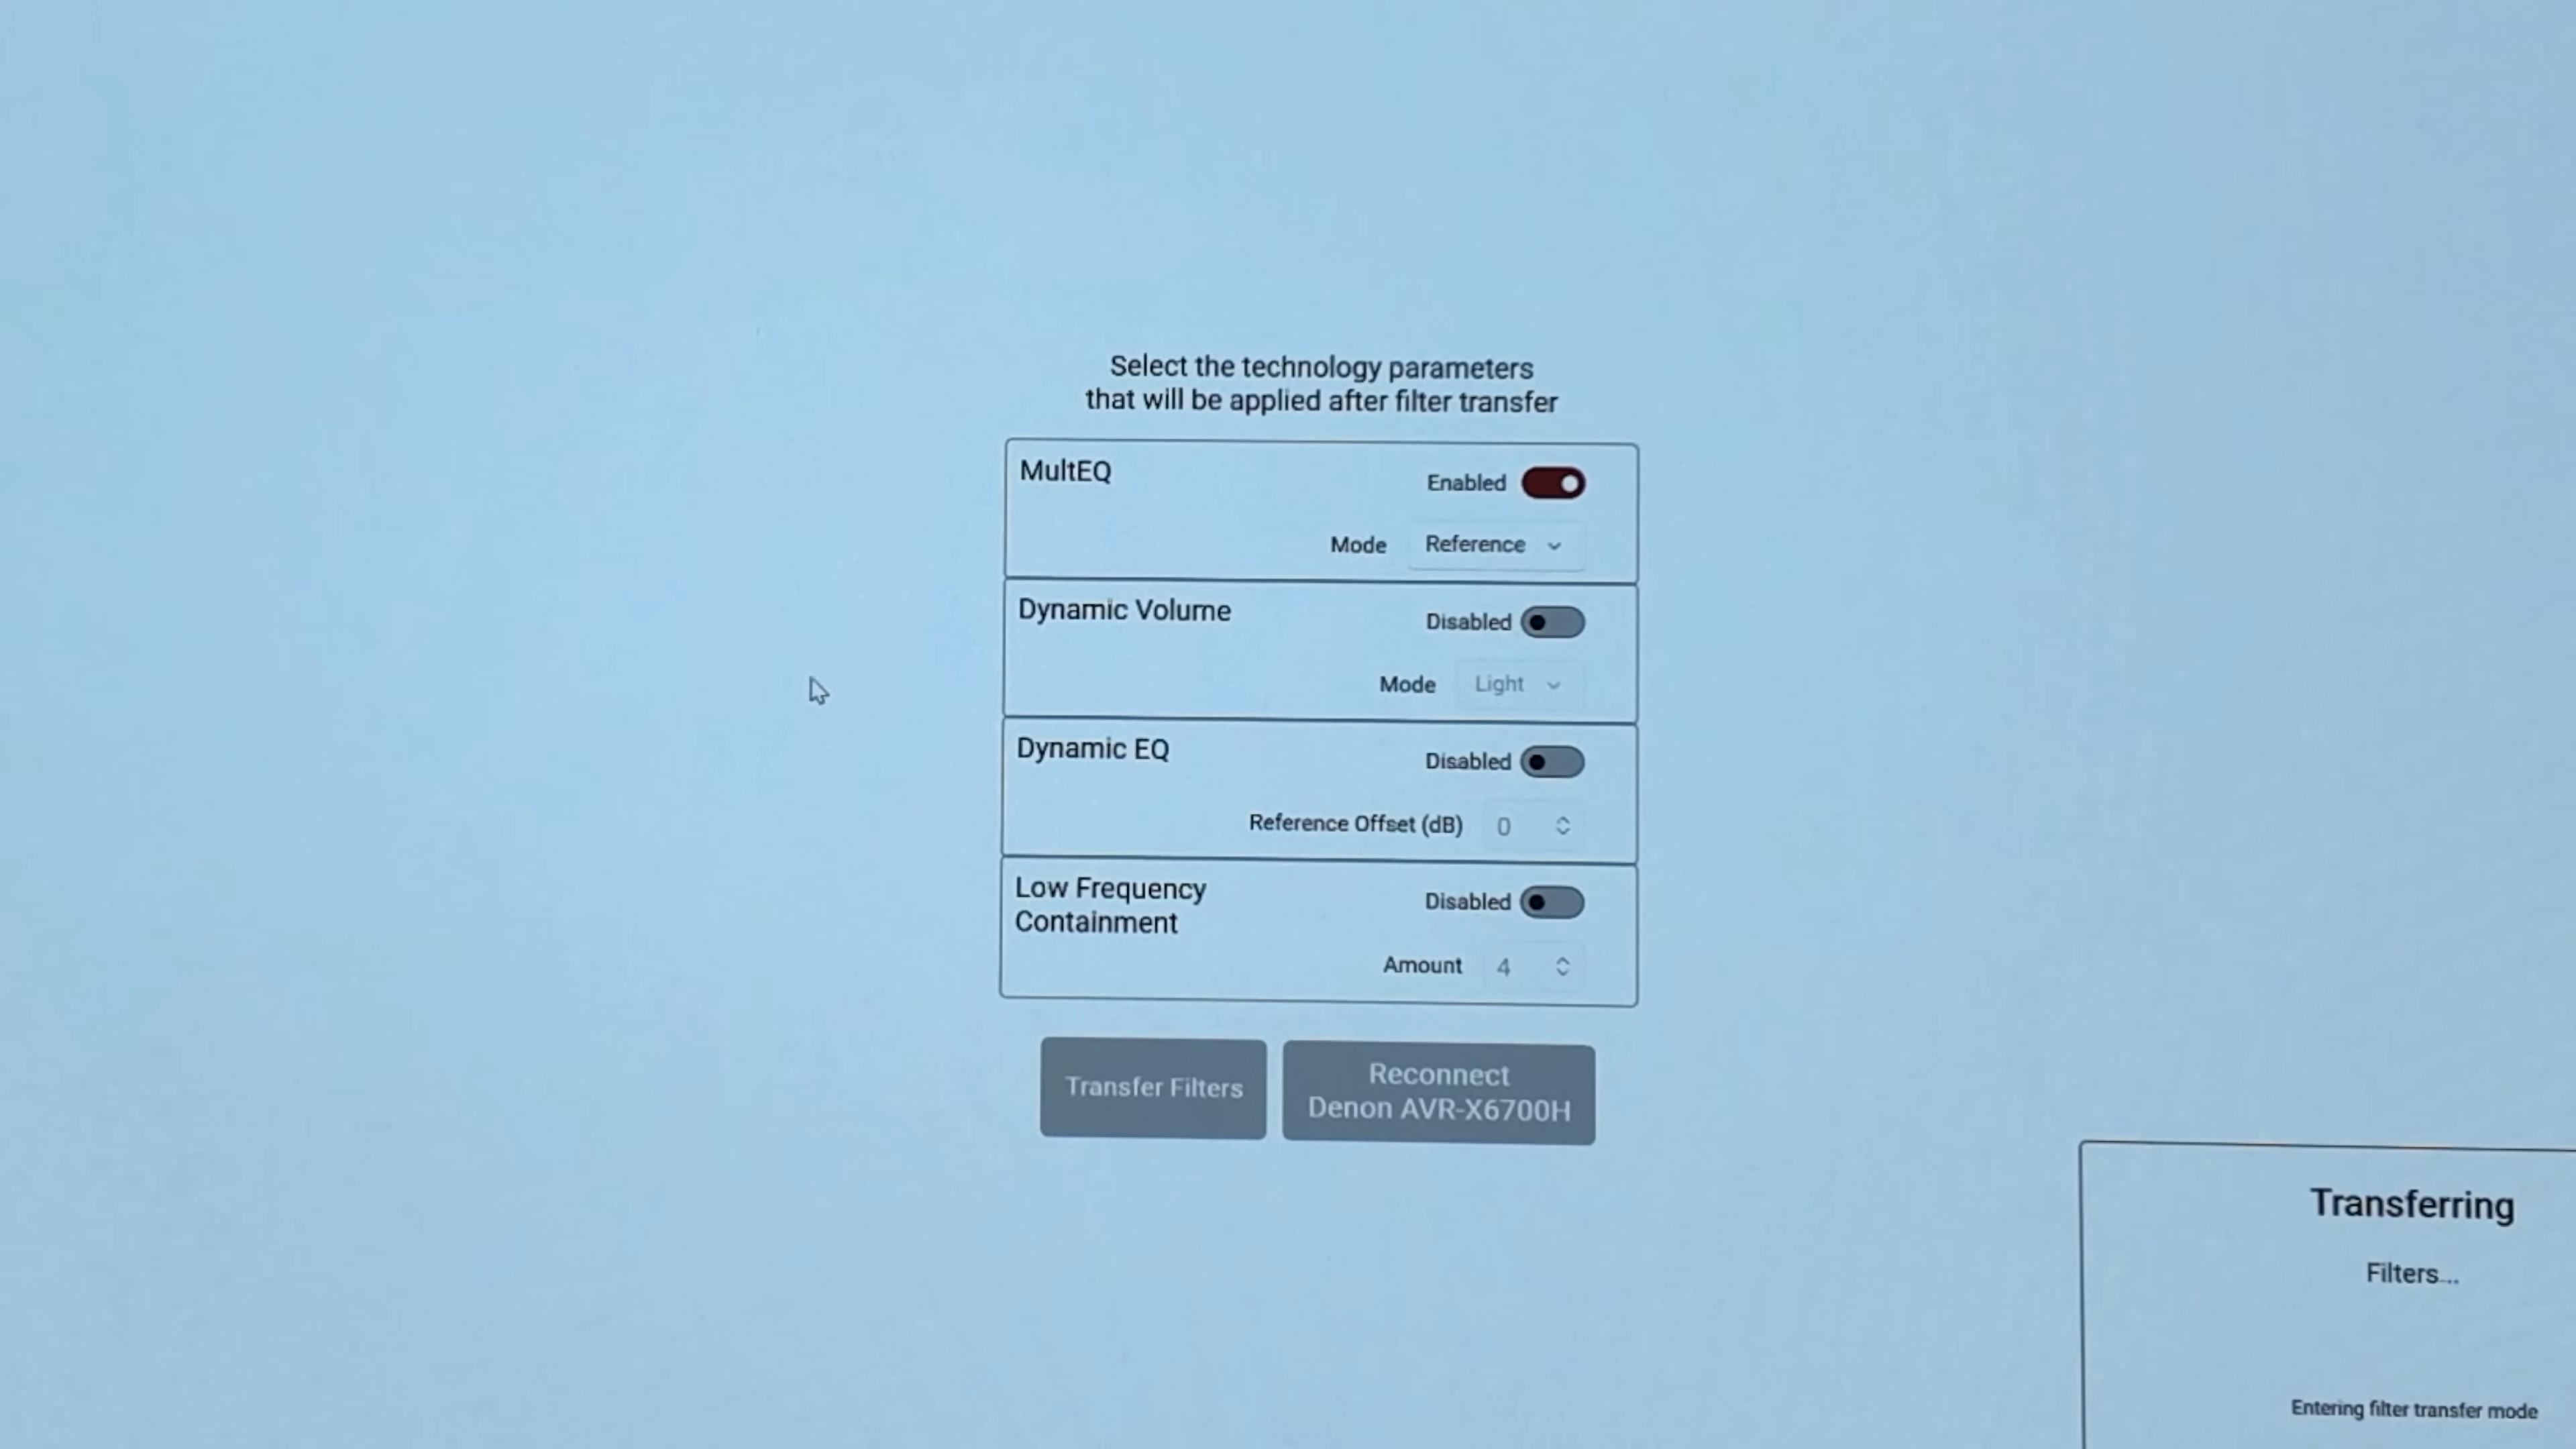 Select the technology parameters
that will be applied after filter transfer
MultEQ
Enabled
Mode Reference
Dynamic Volume
Disabled
Mode Light
Dynamic EQ
Disabled
Reference Offset (dB) 0
Low Frequency
Containment
Disabled
Amount 4
Transfer Filters
Reconnect
Denon AVR-X6700H
Transferring
Filters...
Entering filter transfer mode